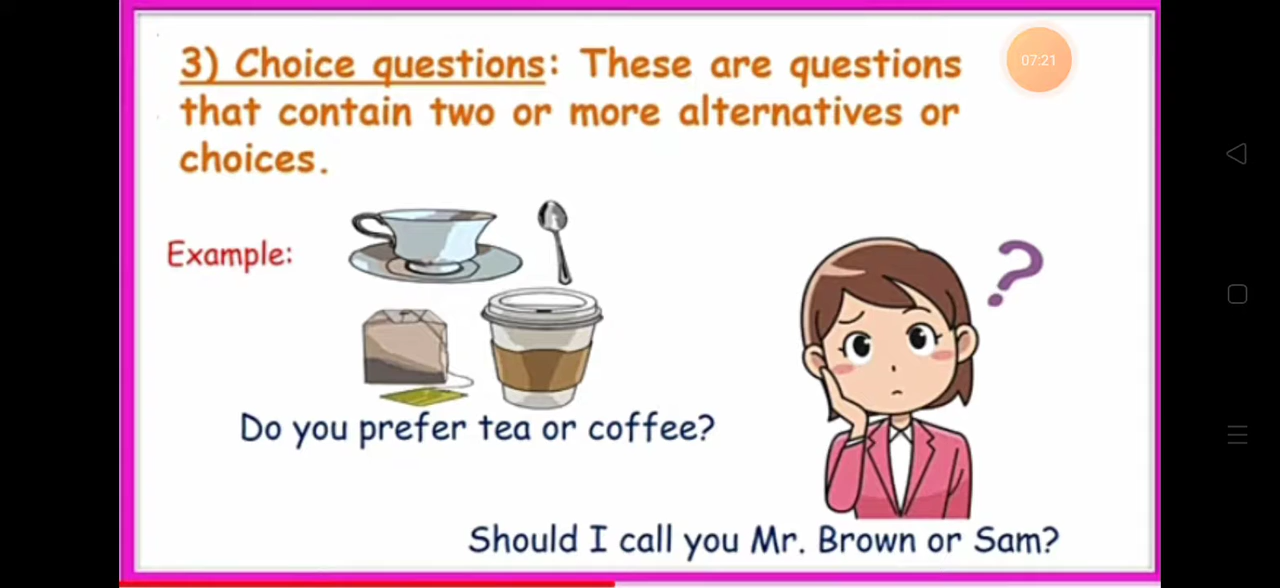 3) Choice questions: These are questions
that contain two or more alternatives or
choices.
07:21
Example:
?
Do you prefer tea or coffee?
Should I call you Mr. Brown or Sam?